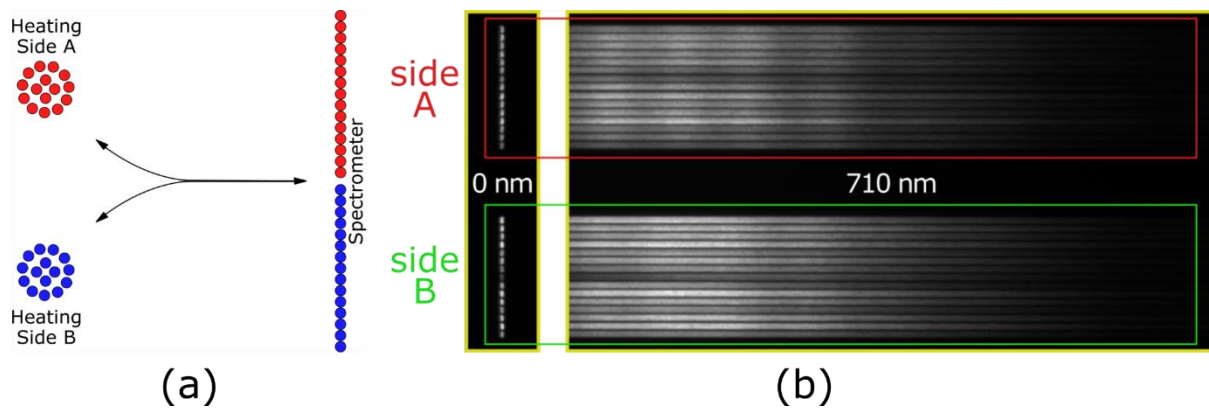 Heating
Side A
Spectrometer
Heating
Side B
(a)
side
A
0 nm
710 nm
side
B
(b)